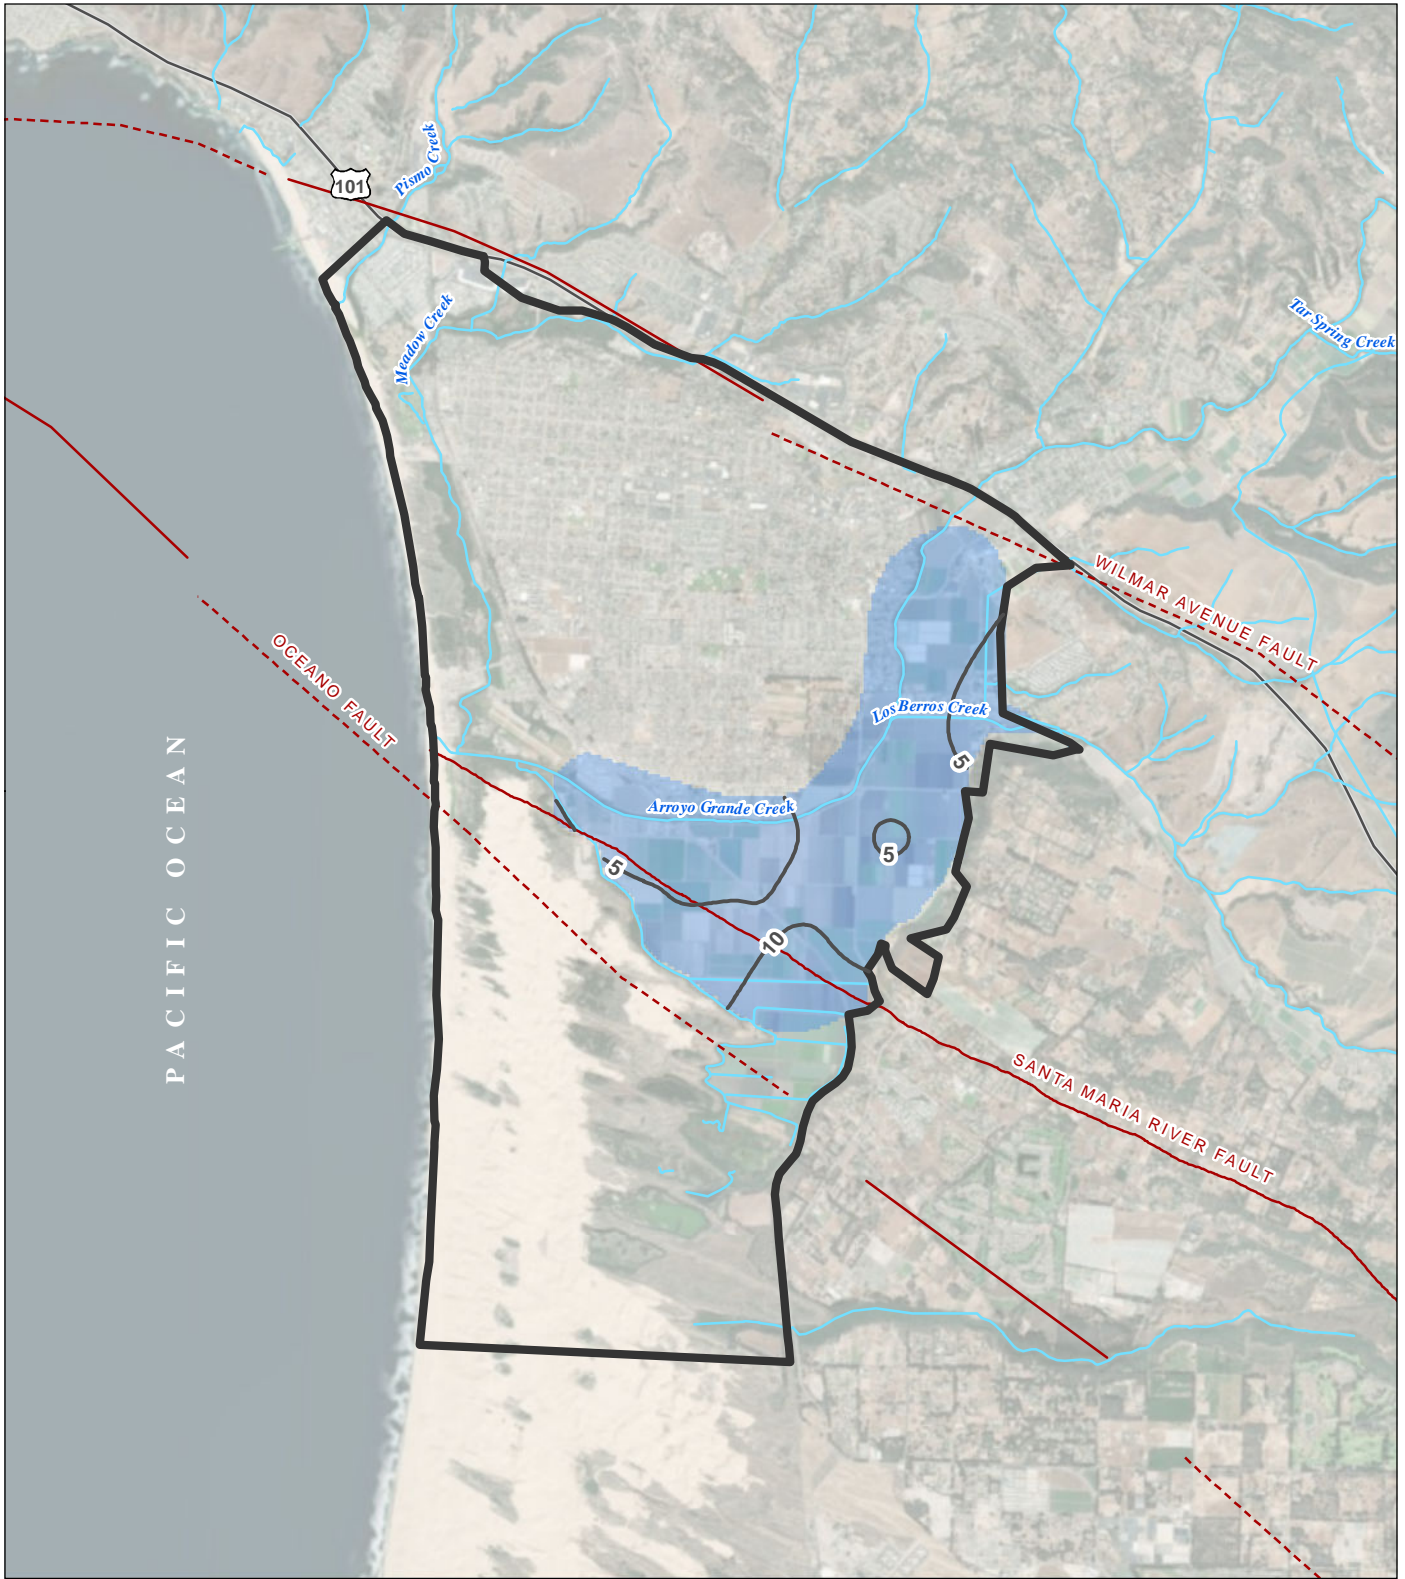 Pismo Creek
101
Meadow Creek
Tar Spring Creek
WILMAR AVENUE FAULT
OCEANO FAULT
Los Berros Creek
5
PACIFIC OCEAN
Arroyo Grande Creek
5
5
10
SANTA MARIA RIVER FAULT